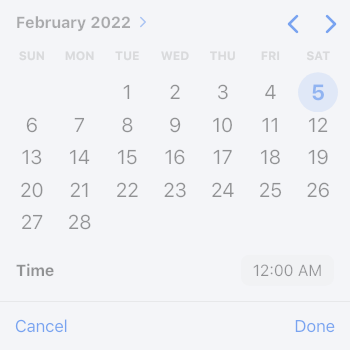 February 2022 >
SUN MON TUE WED THU FRI SAT
1 2 3 4 5
6 7 8 9 10 11 12
13 14 15 16 17 18 19
20 21 22 23 24 25 26
27 28
Time 12:00 AM
Cancel Done